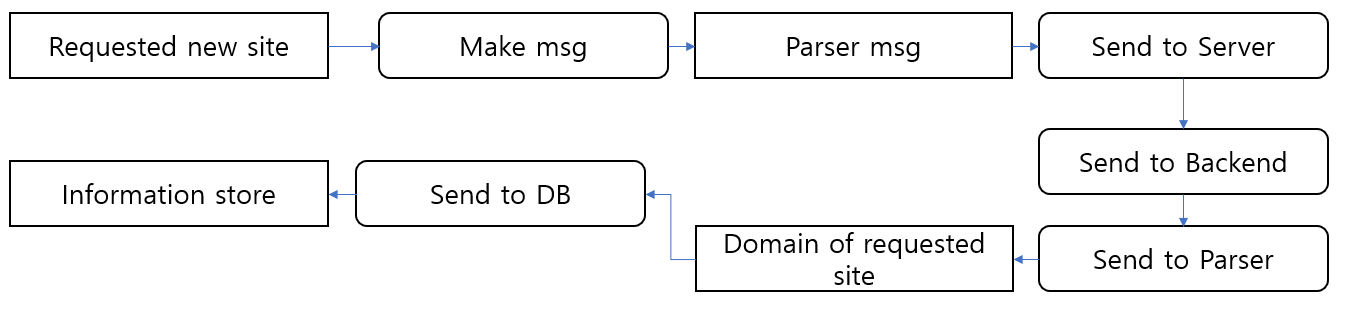 Requested new site
Make msg
Parser msg
Send to Server
Send to Backend
Send to Parser
Domain of requested
site
Send to DB
Information store